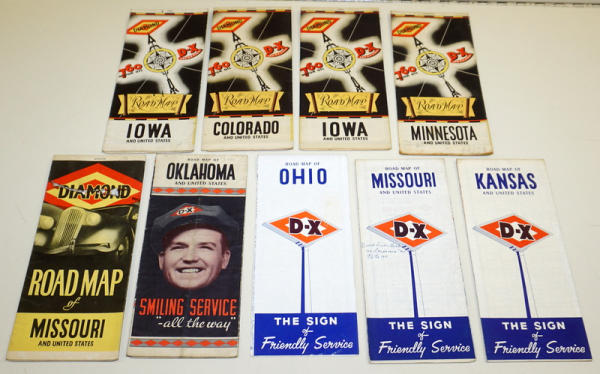 DIAMOND
760
D-X
ROAD MAP
IOWA
AND UNITED STATES
DIAMOND
760
D-X
ROAD MAP
COLORADO
AND UNITED STATES
DIAMOND
760
D-X
ROAD MAP
IOWA
AND UNITED STATES
DIAMOND
760
D-X
ROAD MAP
MINNESOTA
AND UNITED STATES
DIAMOND
ROAD MAP
of
MISSOURI
AND UNITED STATES
ROAD MAP OF
OKLAHOMA
AND UNITED STATES
D-X
SMILING SERVICE
-"all the way"
ROAD MAP OF
OHIO
D-X
THE SIGN
of
Friendly Service
ROAD MAP OF
MISSOURI
AND UNITED STATES
D-X
THE SIGN
of
Friendly Service
ROAD MAP OF
KANSAS
AND UNITED STATES
D-X
THE SIGN
of
Friendly Service